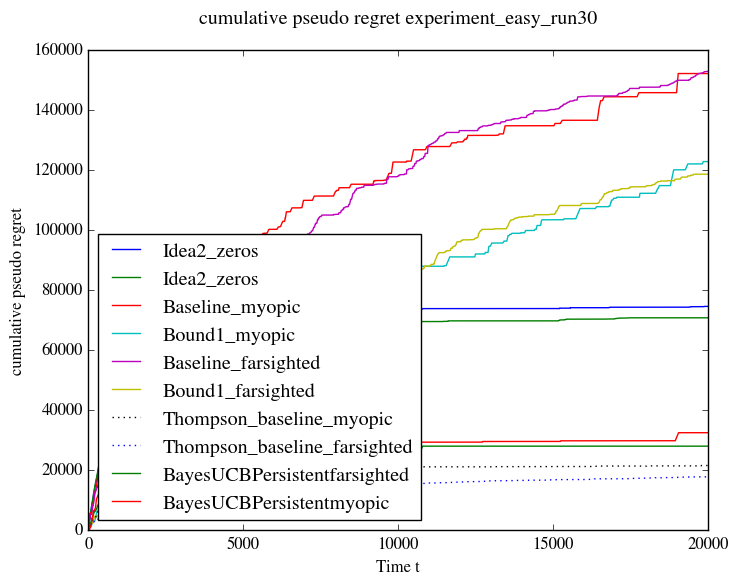 cumulative pseudo regret experiment_easy_run30
160000
140000
120000
100000
80000
60000
40000
20000
0
cumulative pseudo regret
Idea2_zeros
Idea2_zeros
Baseline_myopic
Bound1_myopic
Baseline_farsighted
Bound1_farsighted
Thompson_baseline_myopic
Thompson_baseline_farsighted
BayesUCBPersistentfarsighted
BayesUCBPersistentmyopic
0 5000 10000 15000 20000
Time t